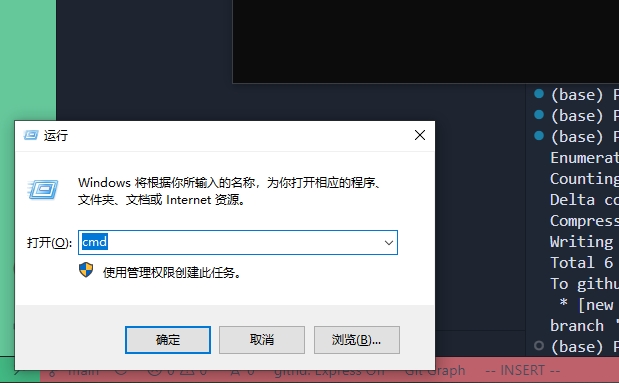 (base) P
(base) P
(base) P
Enumerat
Counting
Delta co
Compress
Writing
Total 6
To githu
* [new
branch '
(base) P
运行
Windows 将根据你所输入的名称，为你打开相应的程序、
文件夹、文档或 Internet 资源。
打开(O): cmd
使用管理权限创建此任务。
确定 取消 浏览(B)...
main 0 0 githu: Express On Git Graph -- INSERT --